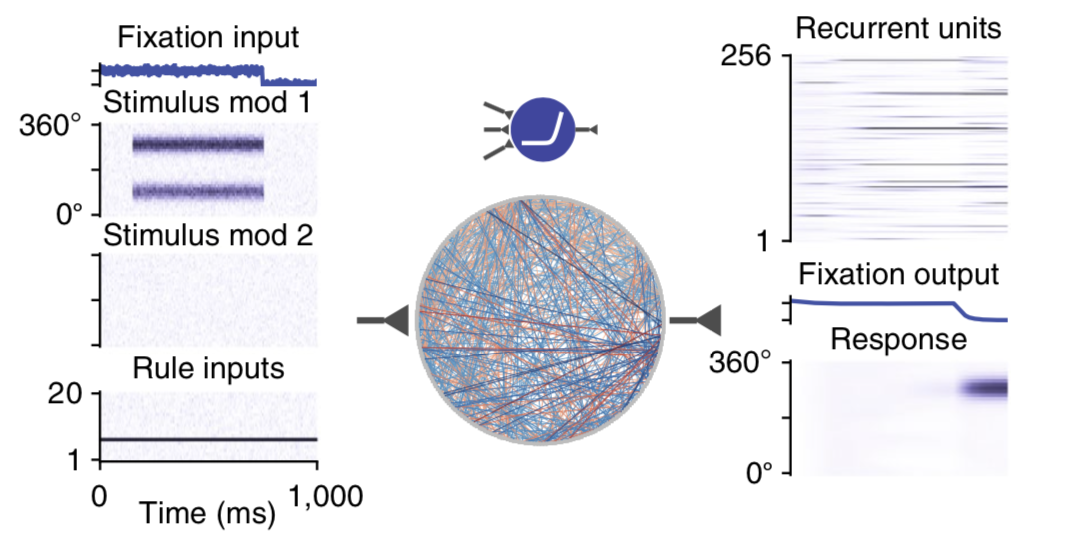 Fixation input
Stimulus mod 1
360°
0°
Stimulus mod 2
Rule inputs
20
1
0
1,000
Time (ms)
Recurrent units
256
1
Fixation output
Response
360°
0°